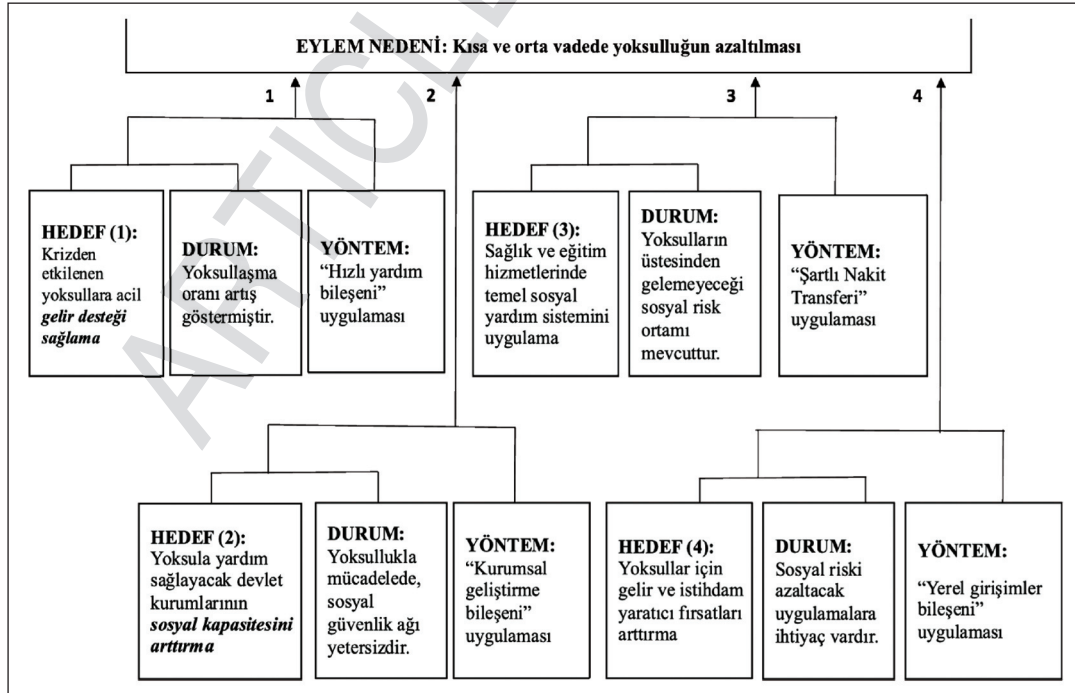 EYLEM NEDENİ: Kısa ve orta vadede yoksulluğun azaltılması
1
2
3
4
HEDEF (1):
Krizden
etkilenen
yoksullara acil
gelir desteği
sağlama
DURUM:
Yoksullaşma
oranı artış
göstermiştir.
YÖNTEM:
“Hızlı yardım
bileşeni”
uygulaması
HEDEF (3):
Sağlık ve eğitim
hizmetlerinde
temel sosyal
yardım sistemini
uygulama
DURUM:
Yoksulların
üstesinden
gelemeyeceği
sosyal risk
ortamı
mevcuttur.
YÖNTEM:
“Şartlı Nakit
Transferi”
uygulaması
HEDEF (2):
Yoksula yardım
sağlayacak devlet
kurumlarının
sosyal kapasitesini
arttırma
DURUM:
Yoksullukla
mücadelede,
sosyal
güvenlik ağı
yetersizdir.
YÖNTEM:
“Kurumsal
geliştirme
bileşeni”
uygulaması
HEDEF (4):
Yoksullar için
gelir ve istihdam
yaratıcı fırsatları
arttırma
DURUM:
Sosyal riski
azaltacak
uygulamalara
ihtiyaç vardır.
YÖNTEM:
“Yerel girişimler
bileşeni”
uygulaması
ARTICLE